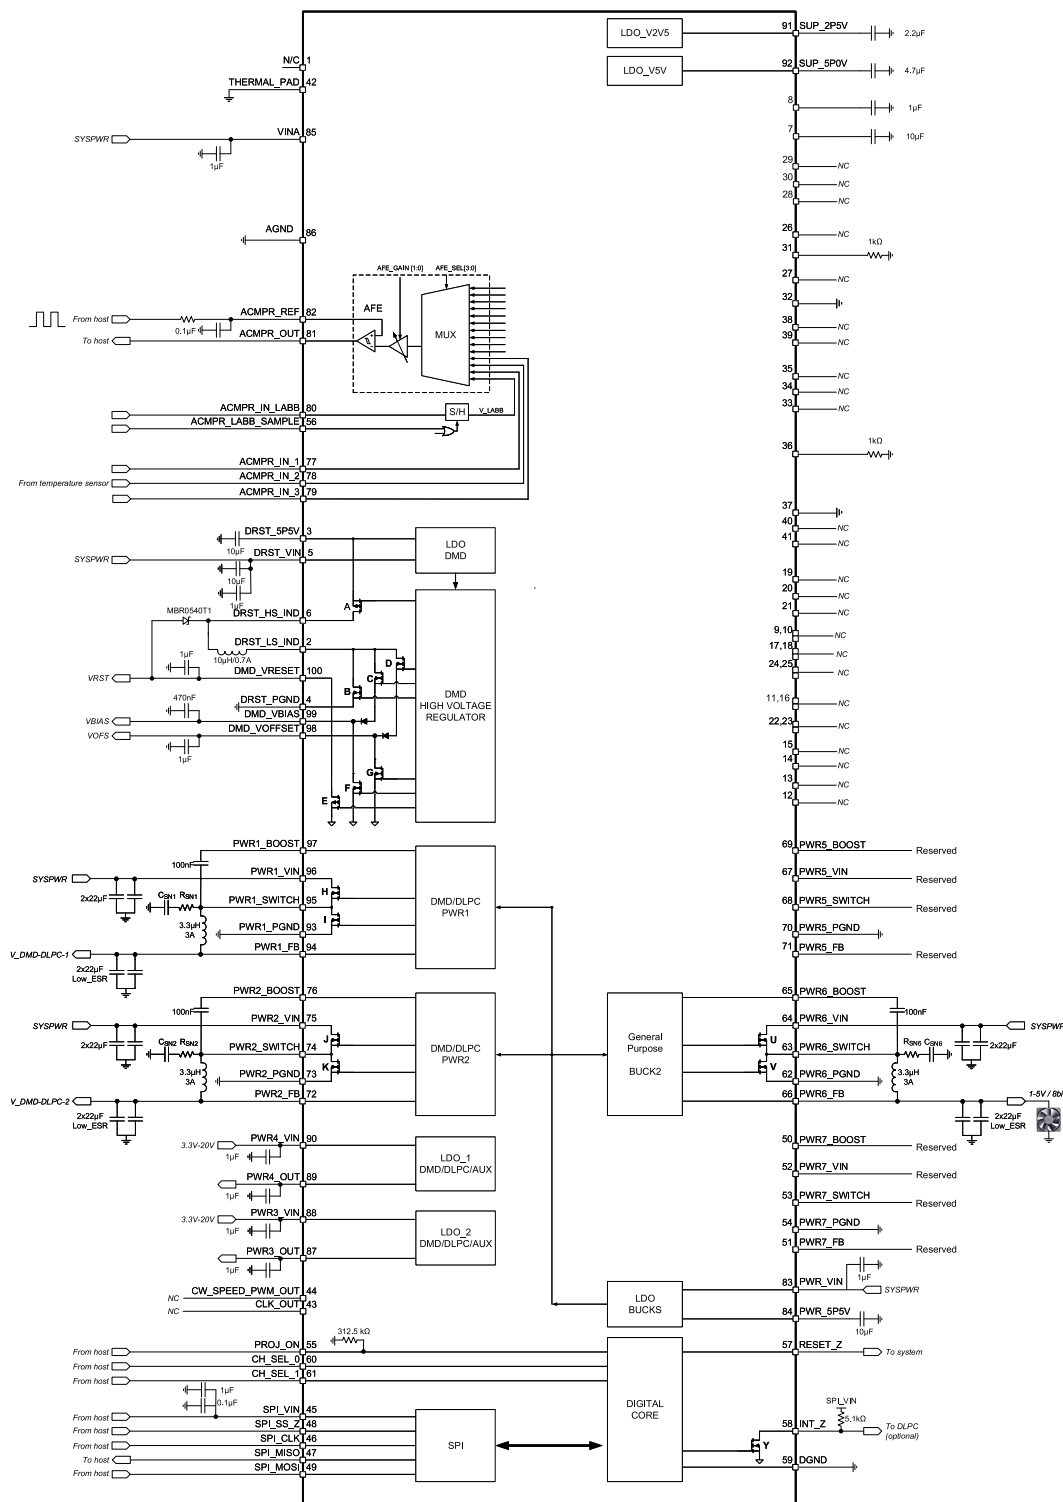 LDO_V2V5
91 SUP_2P5V
2.2µF
LDO_V5V
92 SUP_5P0V
4.7µF
N/C 1
THERMAL_PAD 42
8
1µF
7
10µF
SYSPWR
VINA 85
1µF
29
NC
30
NC
28
NC
AGND 86
26
NC
31
1kΩ
27
NC
32
38
NC
39
NC
35
NC
34
NC
33
NC
36
1kΩ
37
40
NC
41
NC
19
NC
20
NC
21
NC
9,10
NC
17,18
NC
24,25
NC
11,16
NC
22,23
NC
15
NC
14
NC
13
NC
12
NC
AFE_GAIN [1:0]
AFE_SEL[3:0]
AFE
MUX
From host
ACMPR_REF 82
0.1µF
To host
ACMPR_OUT 81
ACMPR_IN_LABB 80
S/H
V_LABB
ACMPR_LABB_SAMPLE 56
ACMPR_IN_1 77
From temperature sensor
ACMPR_IN_2 78
ACMPR_IN_3 79
DRST_5P5V 3
10µF
LDO
DMD
SYSPWR
DRST_VIN 5
10µF
1µF
A
MBR0540T1
DRST_HS_IND 6
DRST_LS_IND 2
10µH/0.7A
D
C
B
1µF
VRST
DMD_VRESET 100
DMD
HIGH VOLTAGE
REGULATOR
470nF
DRST_PGND 4
VBIAS
DMD_VBIAS 99
VOFS
DMD_VOFFSET 98
1µF
G
F
E
PWR1_BOOST 97
100nF
SYSPWR
PWR1_VIN 96
2x22µF
CSN1 RSN1
H
PWR1_SWITCH 95
I
3.3µH
3A
PWR1_PGND 93
V_DMD-DLPC-1
PWR1_FB 94
2x22µF
Low_ESR
DMD/DLPC
PWR1
69 PWR5_BOOST
Reserved
67 PWR5_VIN
Reserved
68 PWR5_SWITCH
Reserved
70 PWR5_PGND
71 PWR5_FB
Reserved
PWR2_BOOST 76
100nF
SYSPWR
PWR2_VIN 75
2x22µF
CSN2 RSN2
J
PWR2_SWITCH 74
K
3.3µH
3A
PWR2_PGND 73
V_DMD-DLPC-2
PWR2_FB 72
2x22µF
Low_ESR
DMD/DLPC
PWR2
General
Purpose
BUCK2
65 PWR6_BOOST
100nF
64 PWR6_VIN
SYSPWR
U
63 PWR6_SWITCH
RSN6 CSN6
2x22µF
V
62 PWR6_PGND
3.3µH
3A
66 PWR6_FB
1-5V / 8bi
2x22µF
Low_ESR
3.3V-20V
PWR4_VIN 90
1µF
LDO_1
DMD/DLPC/AUX
PWR4_OUT 89
1µF
3.3V-20V
PWR3_VIN 88
1µF
LDO_2
DMD/DLPC/AUX
PWR3_OUT 87
1µF
50 PWR7_BOOST
Reserved
52 PWR7_VIN
Reserved
53 PWR7_SWITCH
Reserved
54 PWR7_PGND
51 PWR7_FB
Reserved
NC
CW_SPEED_PWM_OUT 44
NC
CLK_OUT 43
LDO
BUCKS
83 PWR_VIN
1µF
SYSPWR
84 PWR_5P5V
10µF
312.5 kΩ
From host
PROJ_ON 55
From host
CH_SEL_0 60
From host
CH_SEL_1 61
57 RESET_Z
To system
1µF
0.1µF
DIGITAL
CORE
From host
SPI_VIN 45
From host
SPI_SS_Z 48
From host
SPI_CLK 46
To host
SPI_MISO 47
From host
SPI_MOSI 49
SPI
SPI_VIN
5.1kΩ
58 INT_Z
To DLPC
(optional)
Y
59 DGND